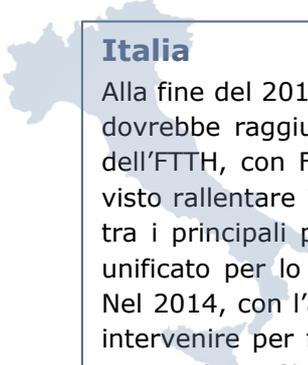 Italia
Alla fine del 201
dovrebbe raggiu
dell'FTTH, con F
visto rallentare
tra i principali p
unificato per lo
Nel 2014, con l'a
intervenire per